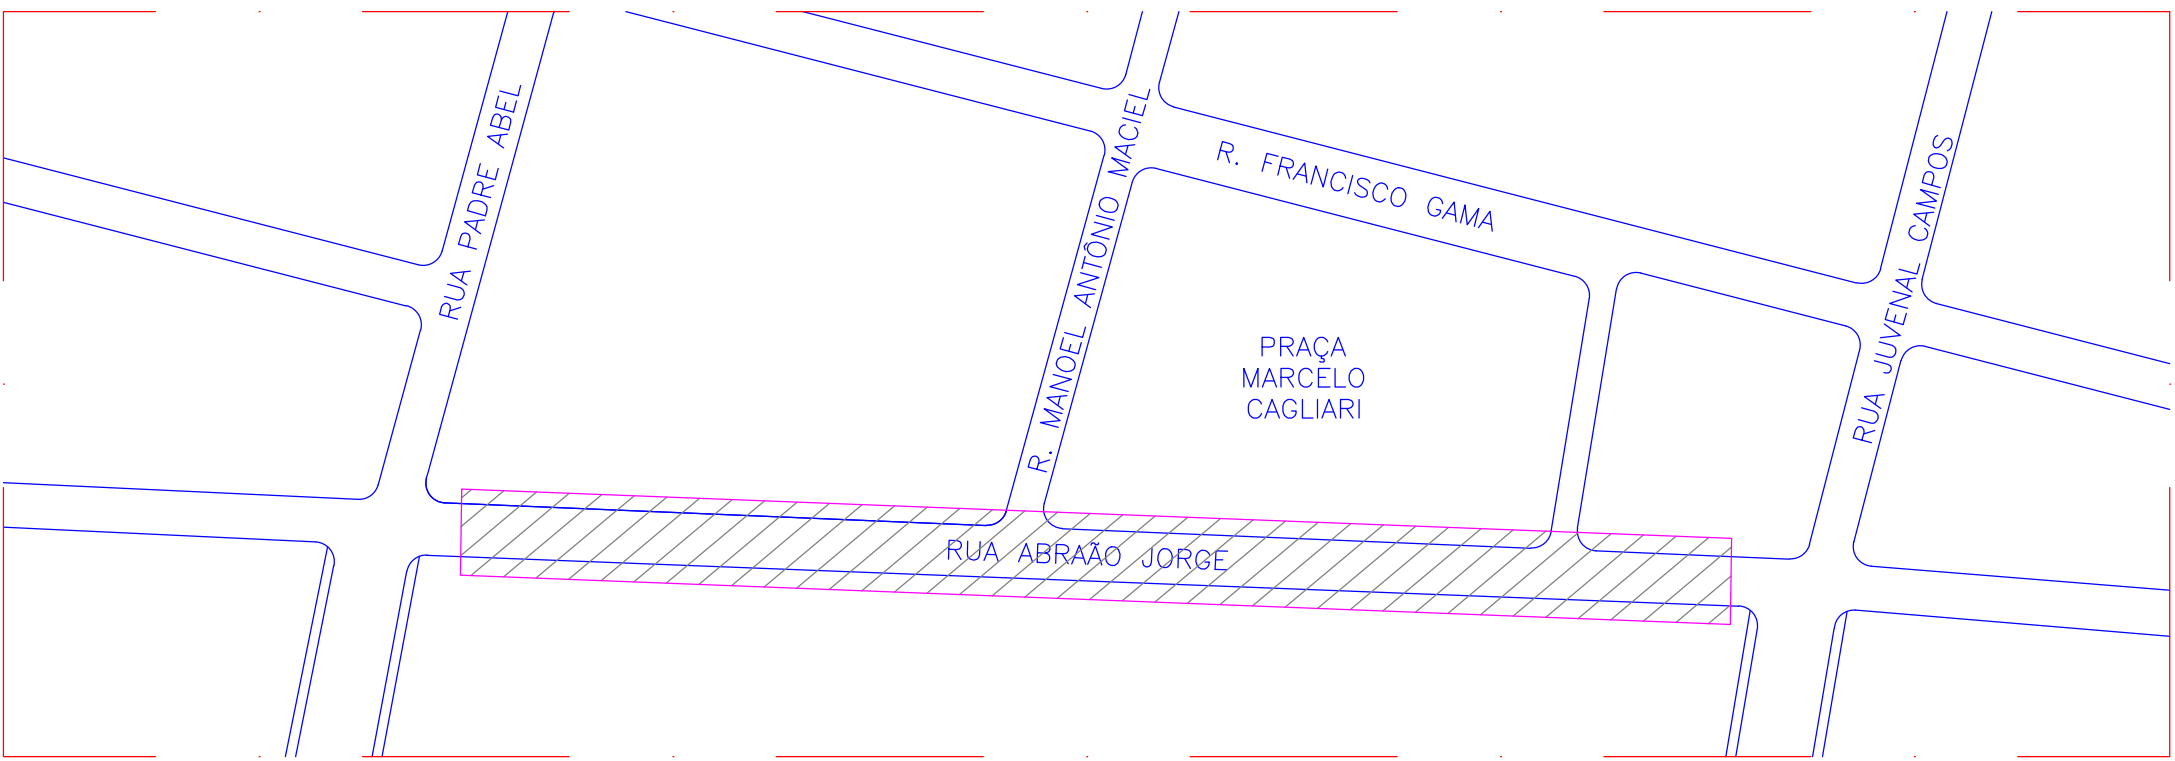 RUA PADRE ABEL
R. MANOEL ANTÔNIO MACIEL
R. FRANCISCO GAMA
RUA JUVENAL CAMPOS
PRAÇA
MARCELO
CAGLIARI
RUA ABRAÃO JORGE